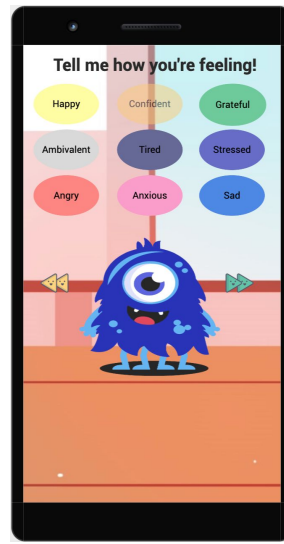 Tell me how you're feeling!
Happy Confident Grateful
Ambivalent Tired Stressed
Angry Anxious Sad